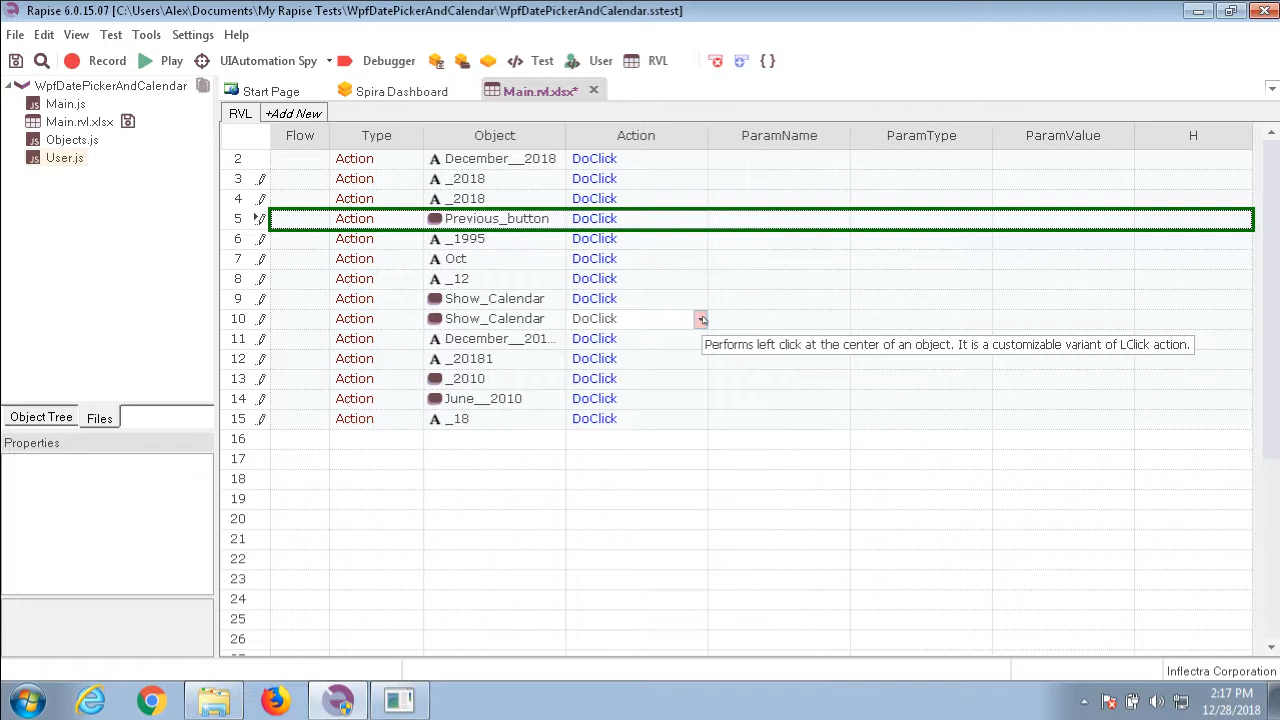 Rapise 6.0.15.07 [C:\Users\Alex\Documents\My Rapise Tests\WpfDatePickerAndCalendar\WpfDatePickerAndCalendar.sstest]
File Edit View Test Tools Settings Help
Record Play UIAutomation Spy Debugger Test User RVL { }
WpfDatePickerAndCalendar
Main.js
Main.rvl.xlsx
Objects.js
User.js
Start Page Spira Dashboard Main.rvl.xlsx*
RVL +Add New
Flow Type Object Action ParamName ParamType ParamValue H
2 Action A December__2018 DoClick
3 Action A _2018 DoClick
4 Action A _2018 DoClick
5 Action Previous_button DoClick
6 Action A _1995 DoClick
7 Action A Oct DoClick
8 Action A _12 DoClick
9 Action Show_Calendar DoClick
10 Action Show_Calendar DoClick
Performs left click at the center of an object. It is a customizable variant of LClick action.
11 Action A December__201... DoClick
12 Action A _20181 DoClick
13 Action _2010 DoClick
14 Action June__2010 DoClick
15 Action A _18 DoClick
16
17
18
19
20
21
22
23
24
25
26
Object Tree Files
Properties
Inflectra Corporation
2:17 PM
12/28/2018